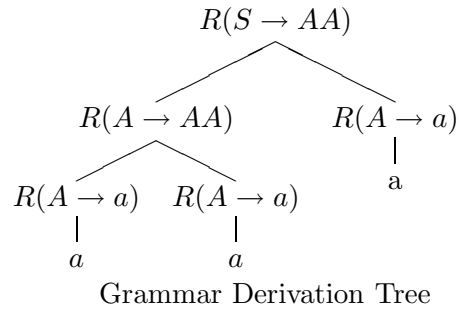 R(S → AA)
R(A → AA) R(A → a)
a
R(A → a) R(A → a)
a a
Grammar Derivation Tree